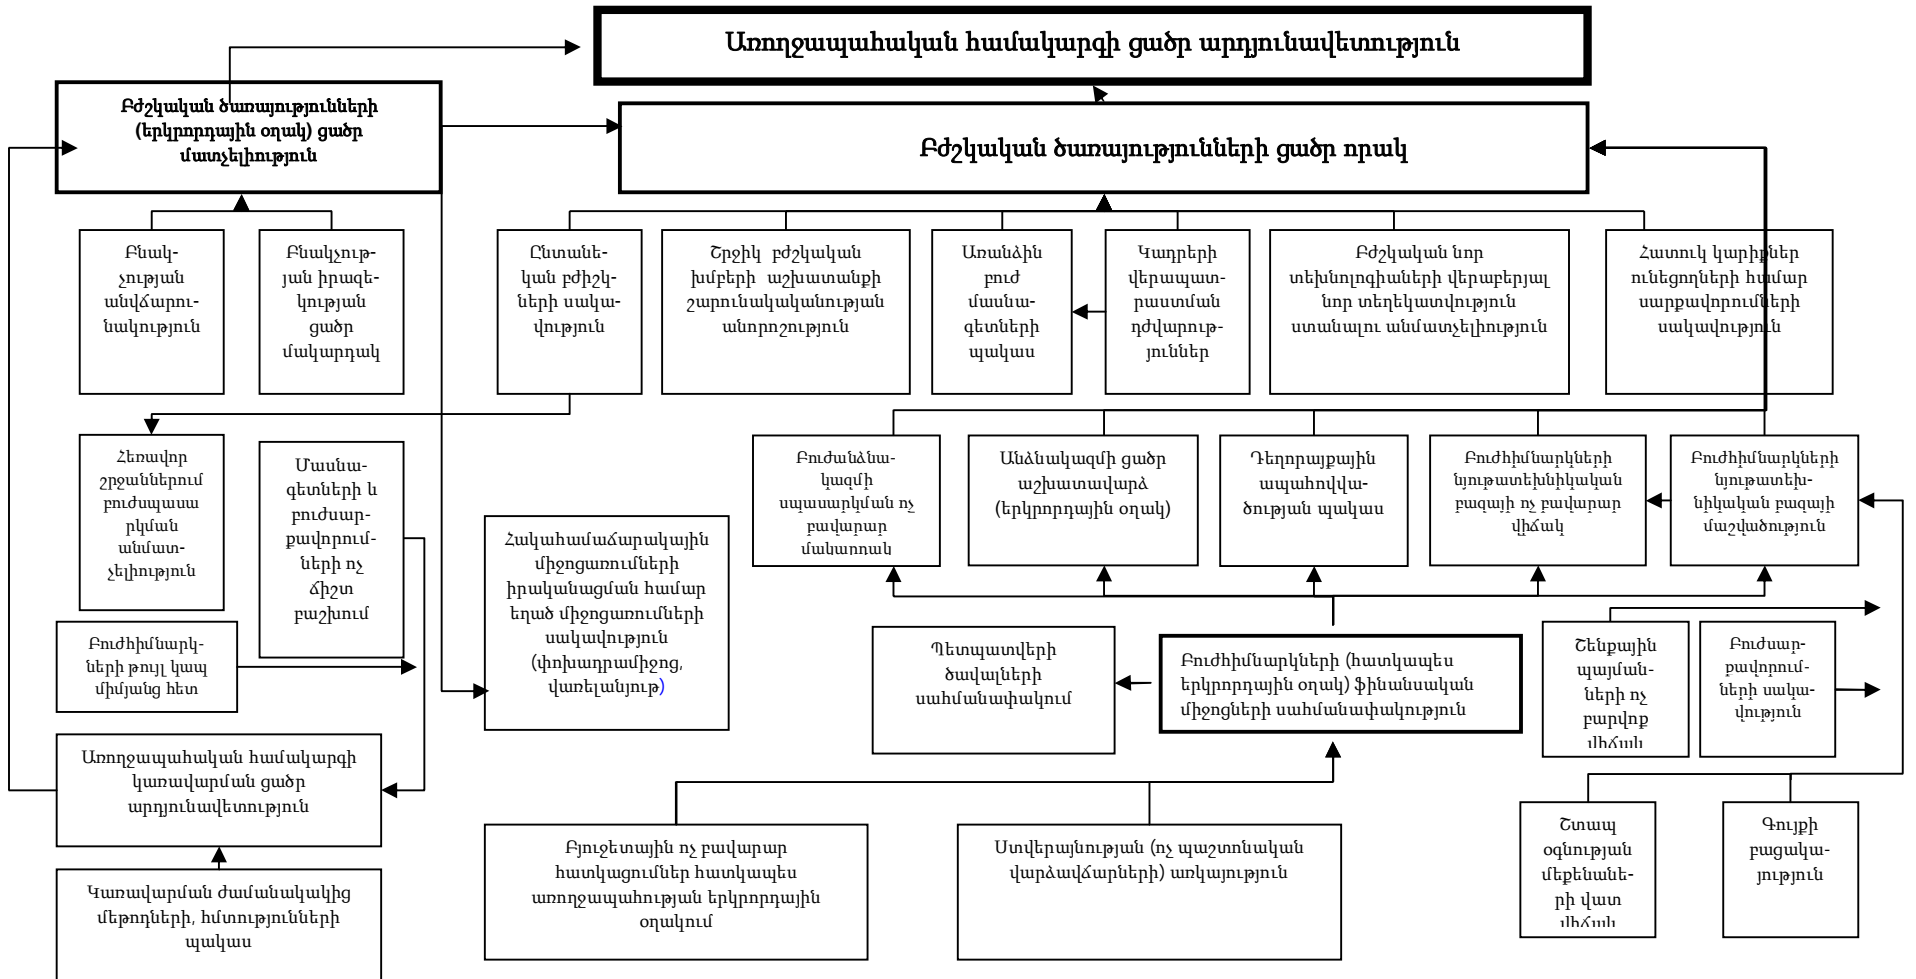 Առողջապահական համակարգի ցածր արդյունավետություն
Բժշկական ծառայությունների
(երկրորդային օղակ) ցածր
մատչելիություն
Բժշկական ծառայությունների ցածր որակ
Բնակ-
չության
անվճարու-
նակություն
Բնակչութ-
յան իրազե-
կության
ցածր
մակարդակ
Ընտանե-
կան բժիշկ-
ների սակա-
վություն
Շրջիկ բժշկական
խմբերի աշխատանքի
շարունակականության
անորոշություն
Առանձին
բուժ
մասնա-
գետների
պակաս
Կադրերի
վերապատ-
րաստման
դժվարութ-
յուններ
Բժշկական նոր
տեխնոլոգիաների վերաբերյալ
նոր տեղեկատվություն
ստանալու անմատչելիություն
Հատուկ կարիքներ
ունեցողների համար
սարքավորումների
սակավություն
Հեռավոր
շրջաններում
բուժսպասա
րկման
անմատ-
չելիություն
Մասնա-
գետների և
բուժսար-
քավորում-
ների ոչ
ճիշտ
բաշխում
Հակահամաճարակային
միջոցառումների
իրականացման համար
եղած միջոցառումների
սակավություն
(փոխադրամիջոց,
վառելանյութ)
Բուժանձնա-
կազմի
սպասարկման ոչ
բավարար
մակարդակ
Անձնակազմի ցածր
աշխատավարձ
(երկրորդային օղակ)
Դեղորայքային
ապահովվա-
ծության պակաս
Բուժհիմնարկների
նյութատեխնիկական
բազայի ոչ բավարար
վիճակ
Բուժհիմնարկների
նյութատեխ-
նիկական բազայի
մաշվածություն
Բուժհիմնարկ-
ների թույլ կապ
միմյանց հետ
Պետպատվերի
ծավալների
սահմանափակում
Բուժհիմնարկների (հատկապես
երկրորդային օղակ) ֆինանսական
միջոցների սահմանափակություն
Շենքային
պայման-
ների ոչ
բարվոք
վիճակ
Բուժսար-
քավորում-
ների սակա-
վություն
Առողջապահական համակարգի
կառավարման ցածր
արդյունավետություն
Կառավարման ժամանակակից
մեթոդների, հմտությունների
պակաս
Բյուջետային ոչ բավարար
հատկացումներ հատկապես
առողջապահության երկրորդային
օղակում
Ստվերայնության (ոչ պաշտոնական
վարձավճարների) առկայություն
Շտապ
օգնության
մեքենանե-
րի վատ
վիճակ
Գույքի
բացակա-
յություն